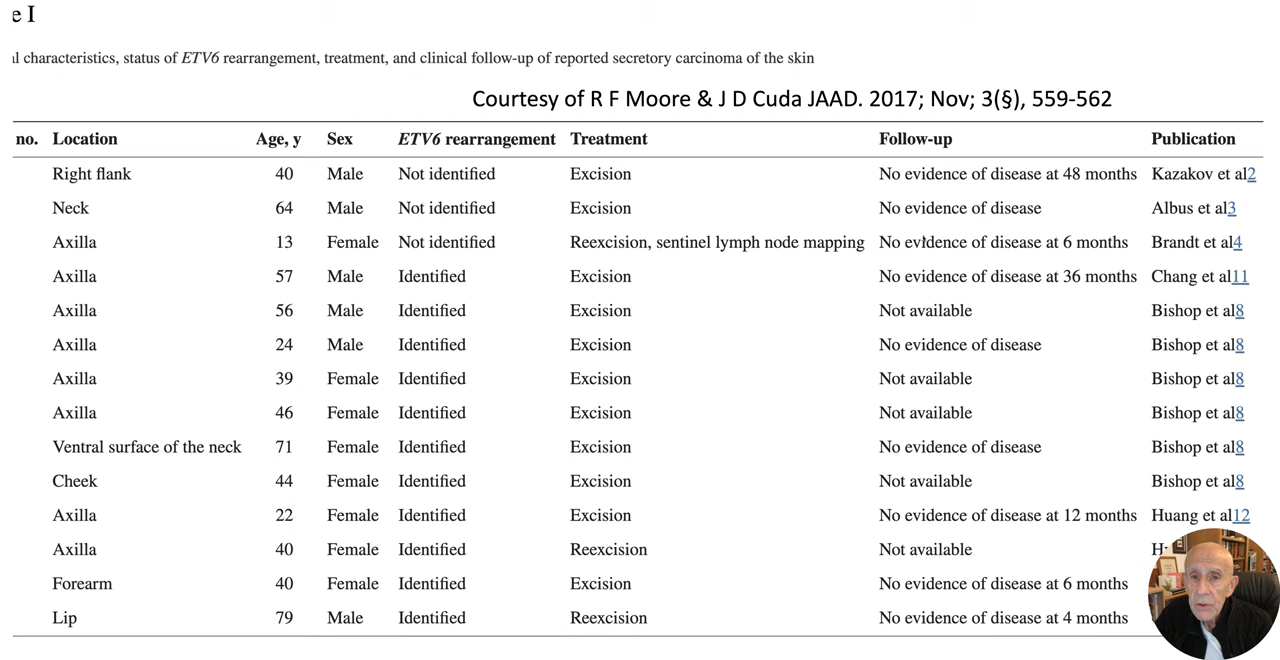 e I
al characteristics, status of ETV6 rearrangement, treatment, and clinical follow-up of reported secretory carcinoma of the skin
Courtesy of R F Moore & J D Cuda JAAD. 2017; Nov; 3(§), 559-562
no. Location Age, y Sex ETV6 rearrangement Treatment Follow-up Publication
Right flank 40 Male Not identified Excision No evidence of disease at 48 months Kazakov et al2
Neck 64 Male Not identified Excision No evidence of disease Albus et al3
Axilla 13 Female Not identified Reexcision, sentinel lymph node mapping No evidence of disease at 6 months Brandt et al4
Axilla 57 Male Identified Excision No evidence of disease at 36 months Chang et al11
Axilla 56 Male Identified Excision Not available Bishop et al8
Axilla 24 Male Identified Excision No evidence of disease Bishop et al8
Axilla 39 Female Identified Excision Not available Bishop et al8
Axilla 46 Female Identified Excision Not available Bishop et al8
Ventral surface of the neck 71 Female Identified Excision No evidence of disease Bishop et al8
Cheek 44 Female Identified Excision Not available Bishop et al8
Axilla 22 Female Identified Excision No evidence of disease at 12 months Huang et al12
Axilla 40 Female Identified Reexcision Not available H
Forearm 40 Female Identified Excision No evidence of disease at 6 months
Lip 79 Male Identified Reexcision No evidence of disease at 4 months